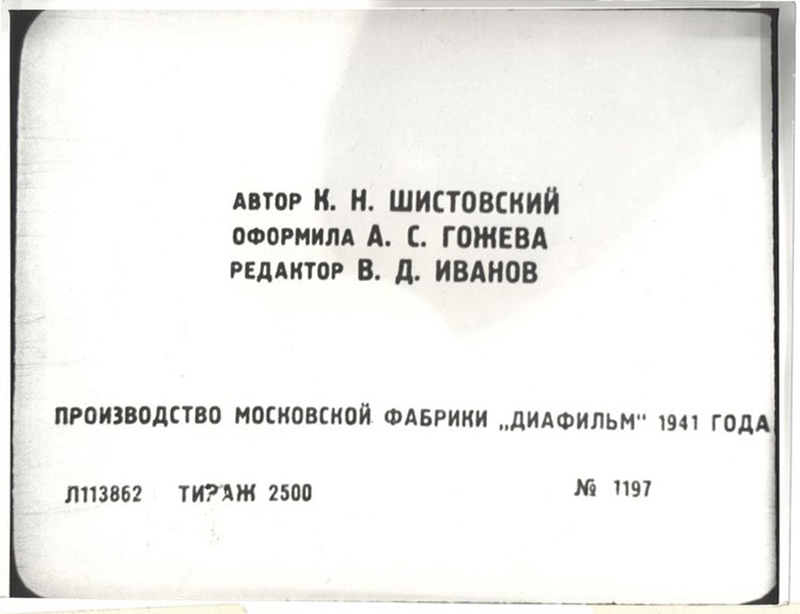 АВТОР К. Н. ШИСТОВСКИЙ
ОФОРМИЛА А. С. ГОЖЕВА
РЕДАКТОР В. Д. ИВАНОВ
ПРОИЗВОДСТВО МОСКОВСКОЙ ФАБРИКИ „ДИАФИЛЬМ“ 1941 ГОДА
Л113862 ТИРАЖ 2500 № 1197